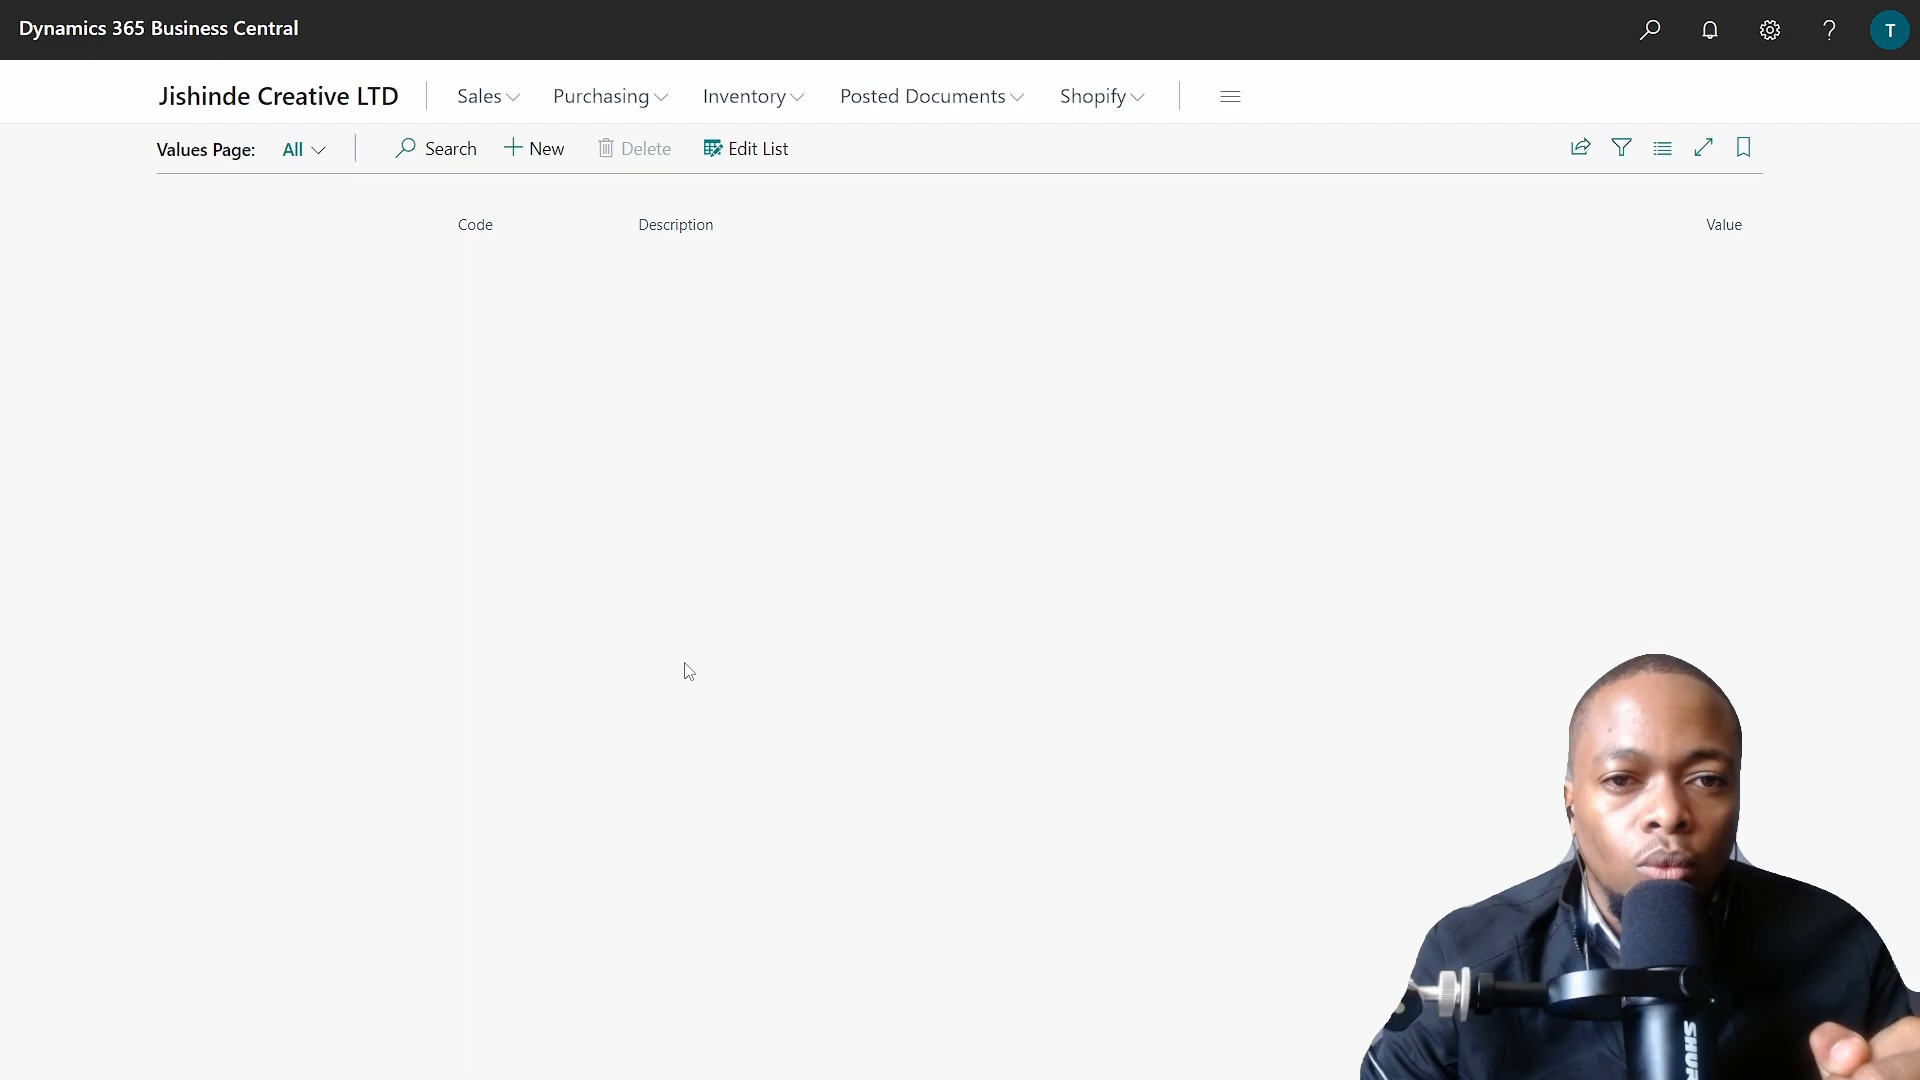 Dynamics 365 Business Central
T
Jishinde Creative LTD
Sales
Purchasing
Inventory
Posted Documents
Shopify
Values Page:
All
Search
New
Delete
Edit List
Code
Description
Value